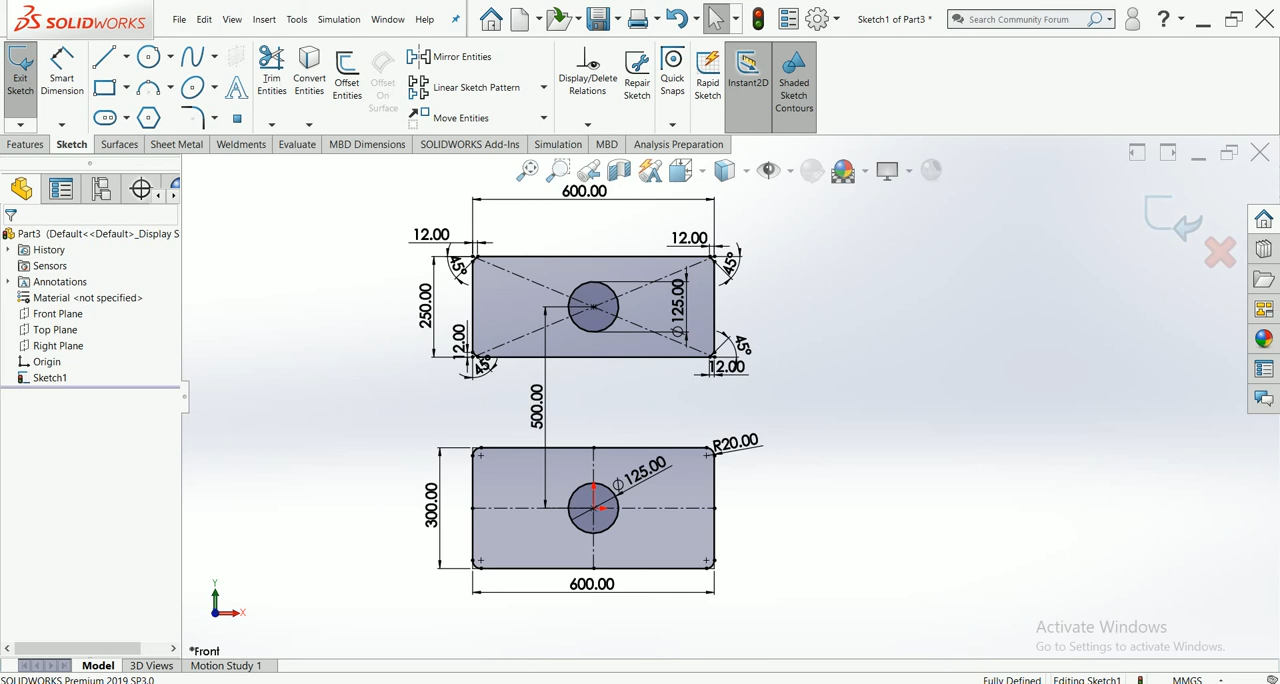 SOLIDWORKS
File Edit View Insert Tools Simulation Window Help
Sketch1 of Part3 *
Search Community Forum
?
Exit Sketch
Smart Dimension
Trim Entities
Convert Entities
Offset Entities
Offset On Surface
Mirror Entities
Linear Sketch Pattern
Move Entities
Display/Delete Relations
Repair Sketch
Quick Snaps
Rapid Sketch
Instant2D
Shaded Sketch Contours
Features Sketch Surfaces Sheet Metal Weldments Evaluate MBD Dimensions SOLIDWORKS Add-Ins Simulation MBD Analysis Preparation
Part3 (Default<<Default>_Display S
History
Sensors
Annotations
Material <not specified>
Front Plane
Top Plane
Right Plane
Origin
Sketch1
600.00
12.00
12.00
45°
45°
250.00
∅125.00
12.00
45°
45°
12.00
500.00
R20.00
∅125.00
300.00
600.00
Y
X
*Front
Activate Windows
Go to Settings to activate Windows.
Model 3D Views Motion Study 1
SOLIDWORKS Premium 2019 SP3.0
Fully Defined Editing Sketch1 MMGS